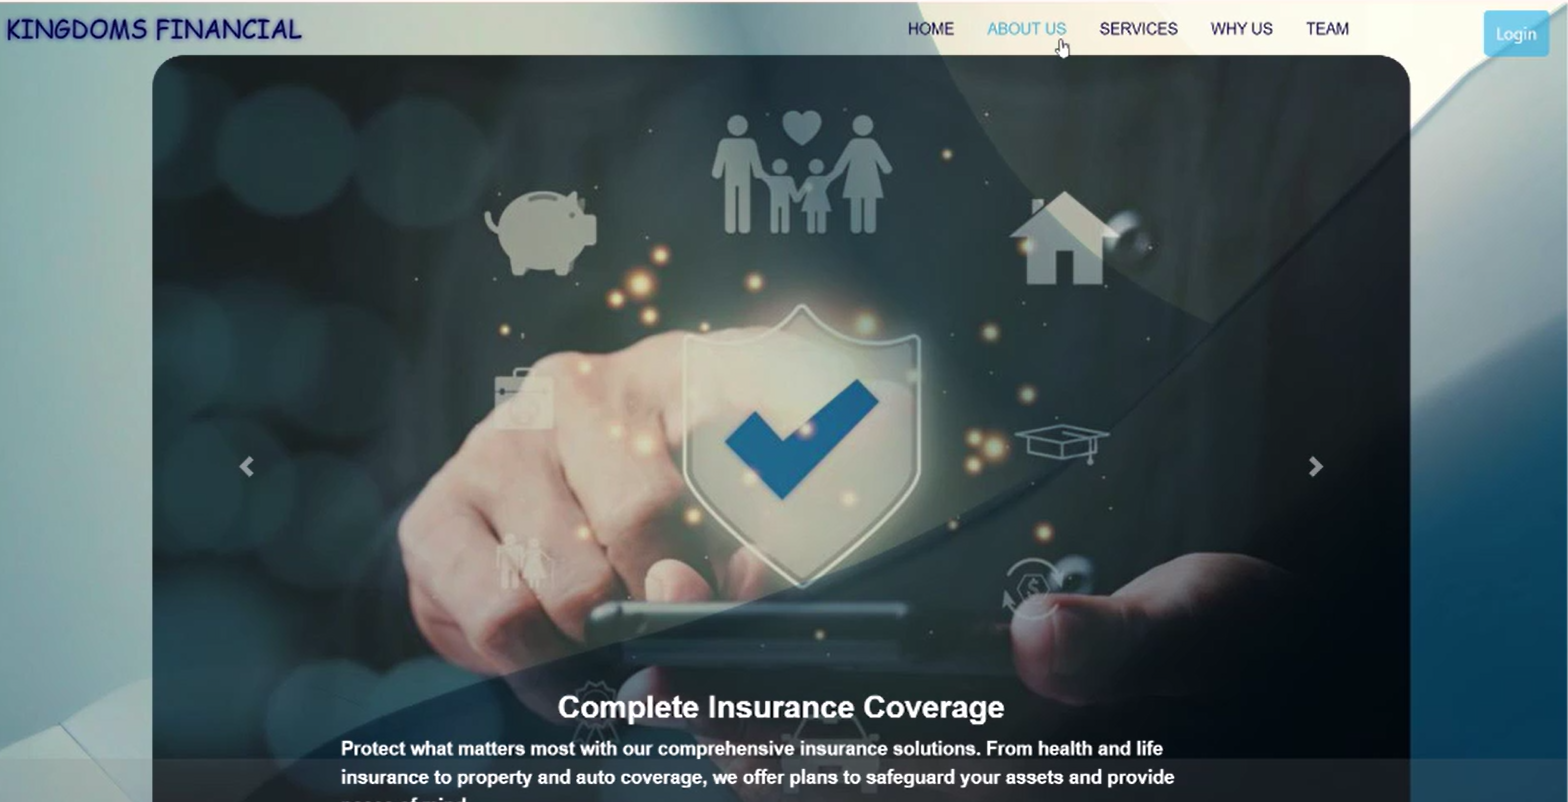 KINGDOMS FINANCIAL
HOME ABOUT US SERVICES WHY US TEAM
Login
Complete Insurance Coverage
Protect what matters most with our comprehensive insurance solutions. From health and life
insurance to property and auto coverage, we offer plans to safeguard your assets and provide